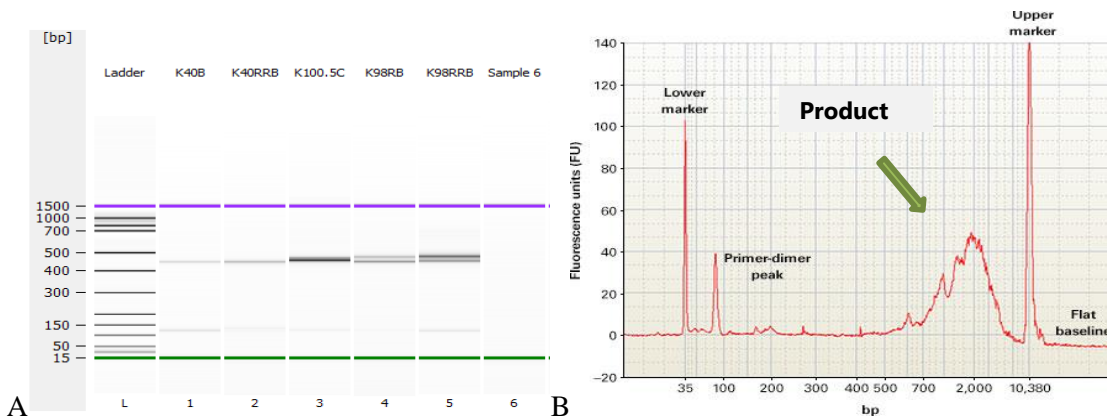 [bp]
Ladder K40B K40RRB K100.5C K98RB K98RRB Sample 6
1500
1000
700
500
400
300
150
50
15
L 1 2 3 4 5 6
A
Upper
marker
Lower
marker
Product
Primer-dimer
peak
Flat
baseline
Fluorescence units (FU)
140
120
100
80
60
40
20
0
−20
35 100 200 300 400 500 700 2,000 10,380
bp
B